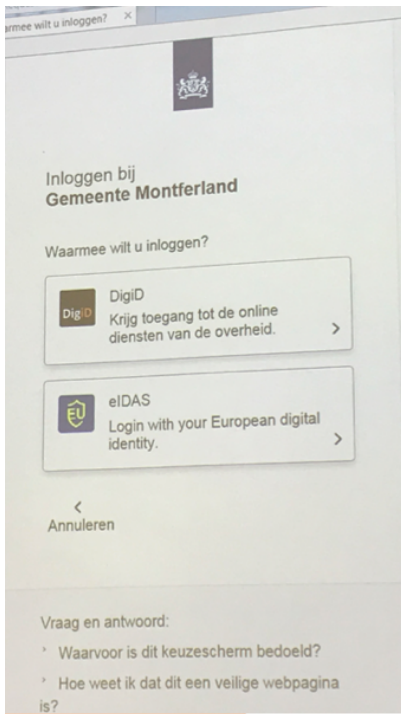 armee wilt u inloggen? ×
Inloggen bij
Gemeente Montferland
Waarmee wilt u inloggen?
DigiD
DigiD
Krijg toegang tot de online
diensten van de overheid.
EU
eIDAS
Login with your European digital
identity.
Annuleren
Vraag en antwoord:
Waarvoor is dit keuzescherm bedoeld?
Hoe weet ik dat dit een veilige webpagina
is?